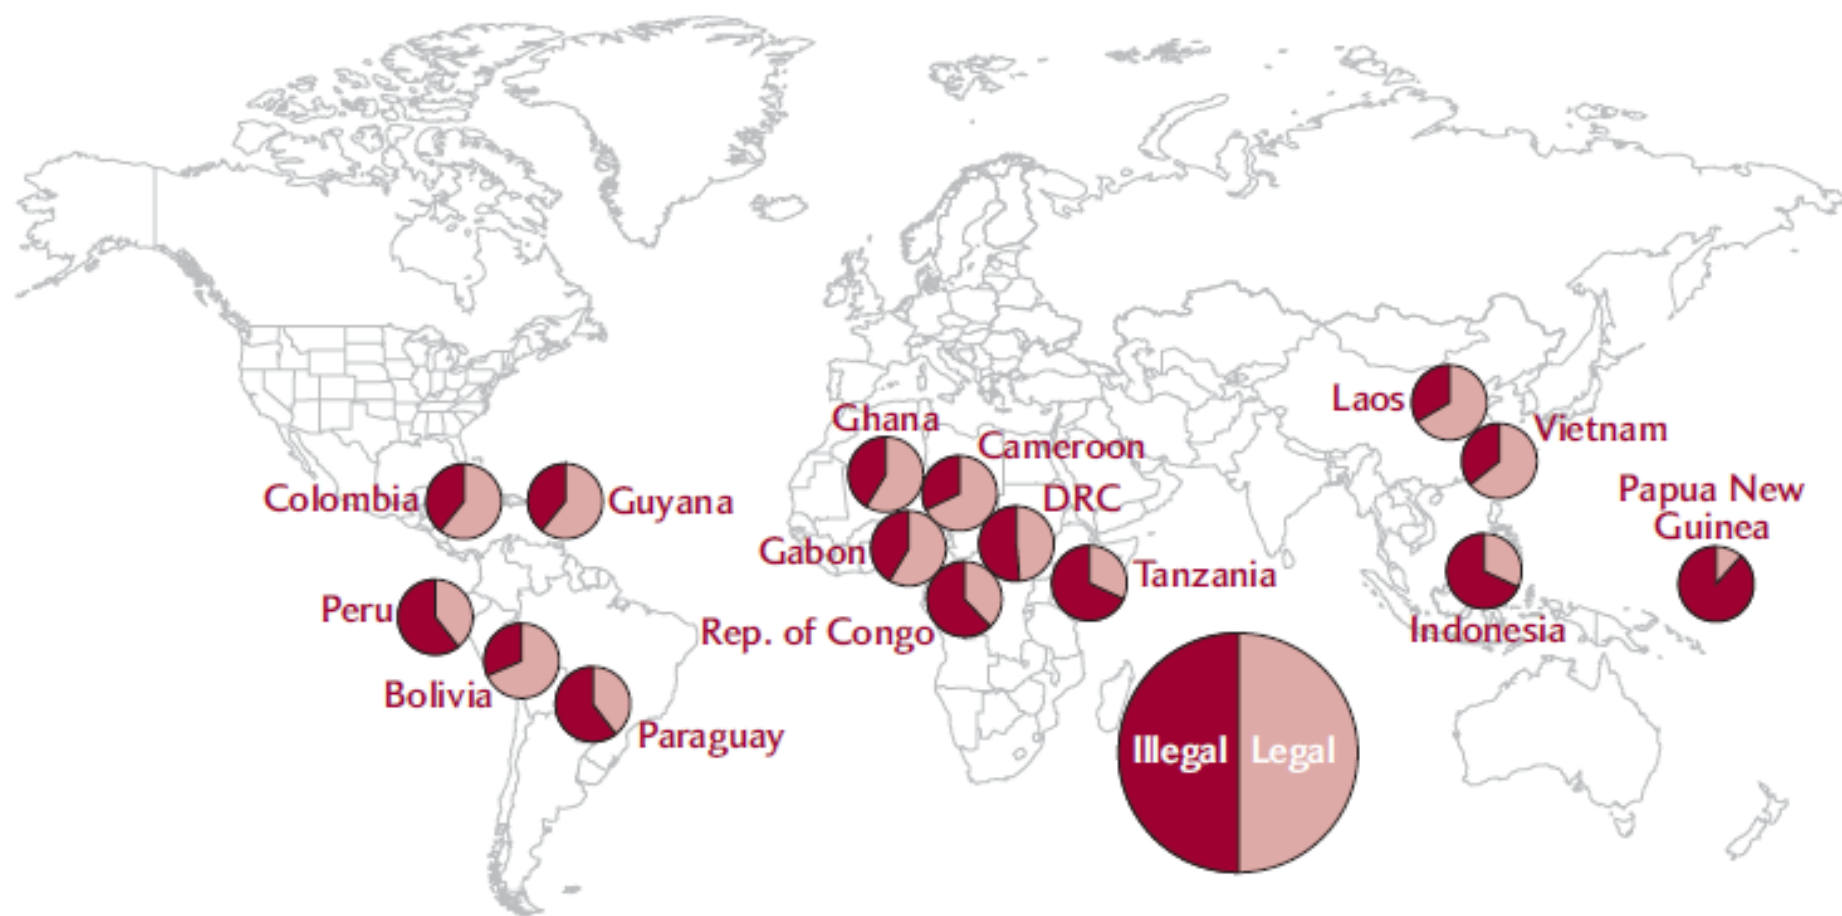 Laos
Ghana
Vietnam
Cameroon
Colombia
Guyana
DRC
Papua New
Guinea
Gabon
Tanzania
Peru
Rep. of Congo
Indonesia
Bolivia
Paraguay
Illegal
Legal